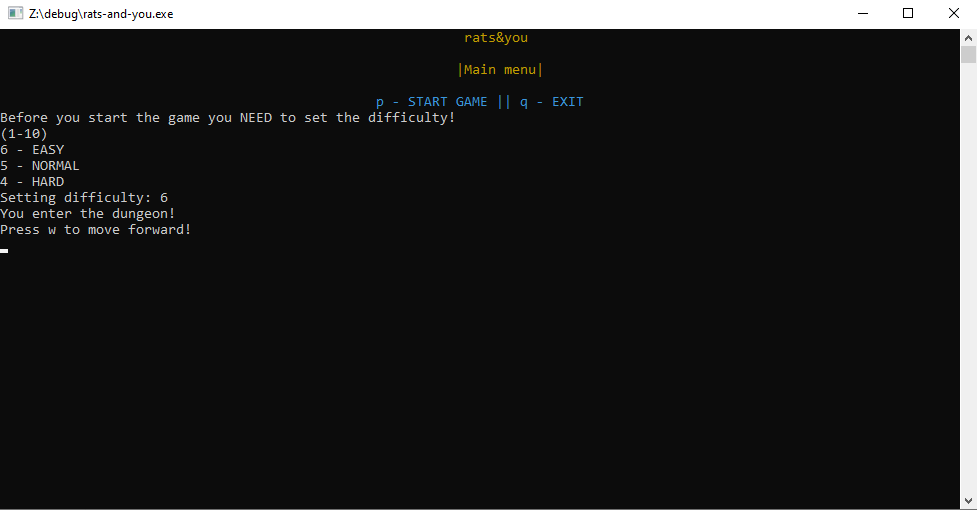 Z:\debug\rats-and-you.exe
rats&you
|Main menu|
p - START GAME || q - EXIT
Before you start the game you NEED to set the difficulty!
(1-10)
6 - EASY
5 - NORMAL
4 - HARD
Setting difficulty: 6
You enter the dungeon!
Press w to move forward!